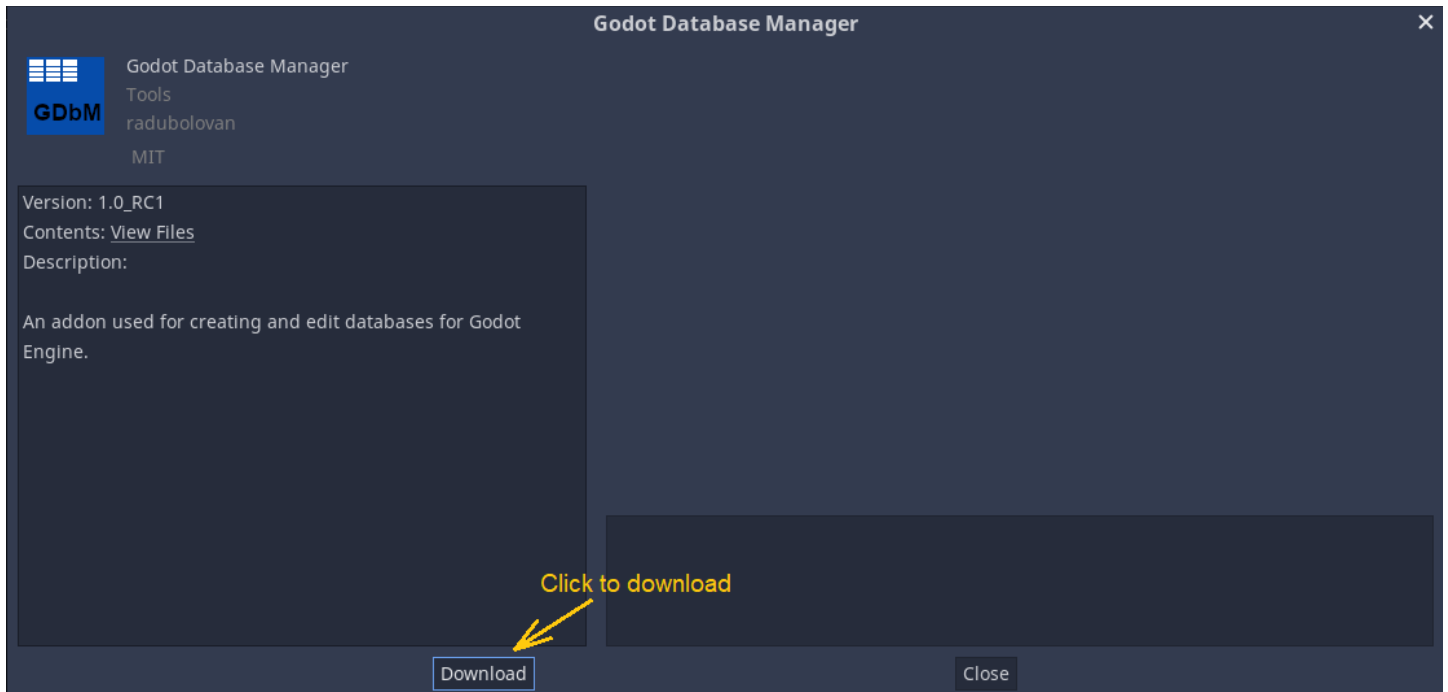 Godot Database Manager
GDbM
Godot Database Manager
Tools
radubolovan
MIT
Version: 1.0_RC1
Contents: View Files
Description:
An addon used for creating and edit databases for Godot
Engine.
Click to download
Download
Close